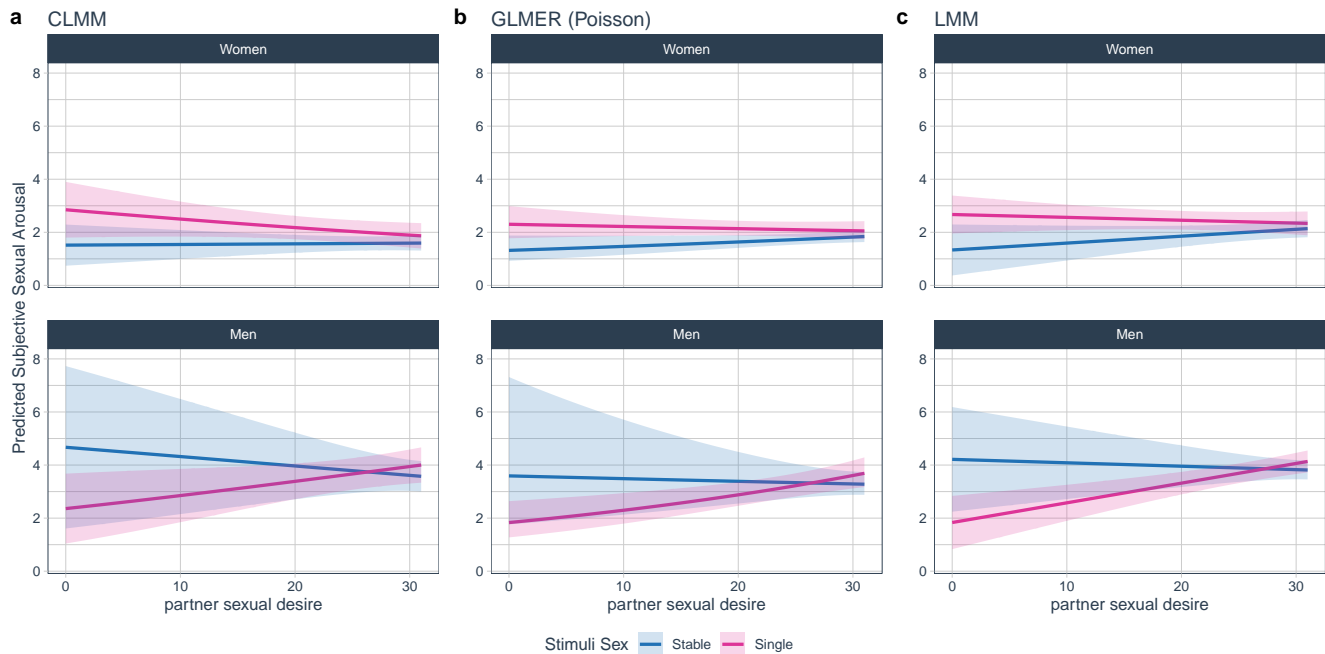 a CLMM
b GLMER (Poisson)
c LMM
Women
Women
Women
8
6
4
2
0
8
6
4
2
0
8
6
4
2
0
Predicted Subjective Sexual Arousal
Men
Men
Men
8
6
4
2
0
8
6
4
2
0
8
6
4
2
0
0 10 20 30
0 10 20 30
0 10 20 30
partner sexual desire
partner sexual desire
partner sexual desire
Stimuli Sex Stable Single